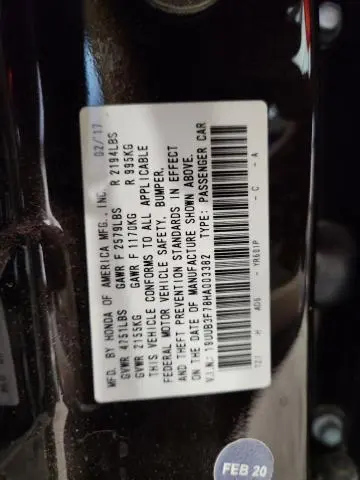 MFD. BY HONDA OF AMERICA MFG., INC. 02/17
GVWR 4751LBS GAWR F 2579LBS R 2194LBS
GVWR 2155KG GAWR F 1170KG R 995KG
THIS VEHICLE CONFORMS TO ALL APPLICABLE
FEDERAL MOTOR VEHICLE SAFETY, BUMPER,
AND THEFT PREVENTION STANDARDS IN EFFECT
ON THE DATE OF MANUFACTURE SHOWN ABOVE.
V.I.N.: 19UUB3F78HA003382 TYPE: PASSENGER CAR
H YR601P C A
FEB 20